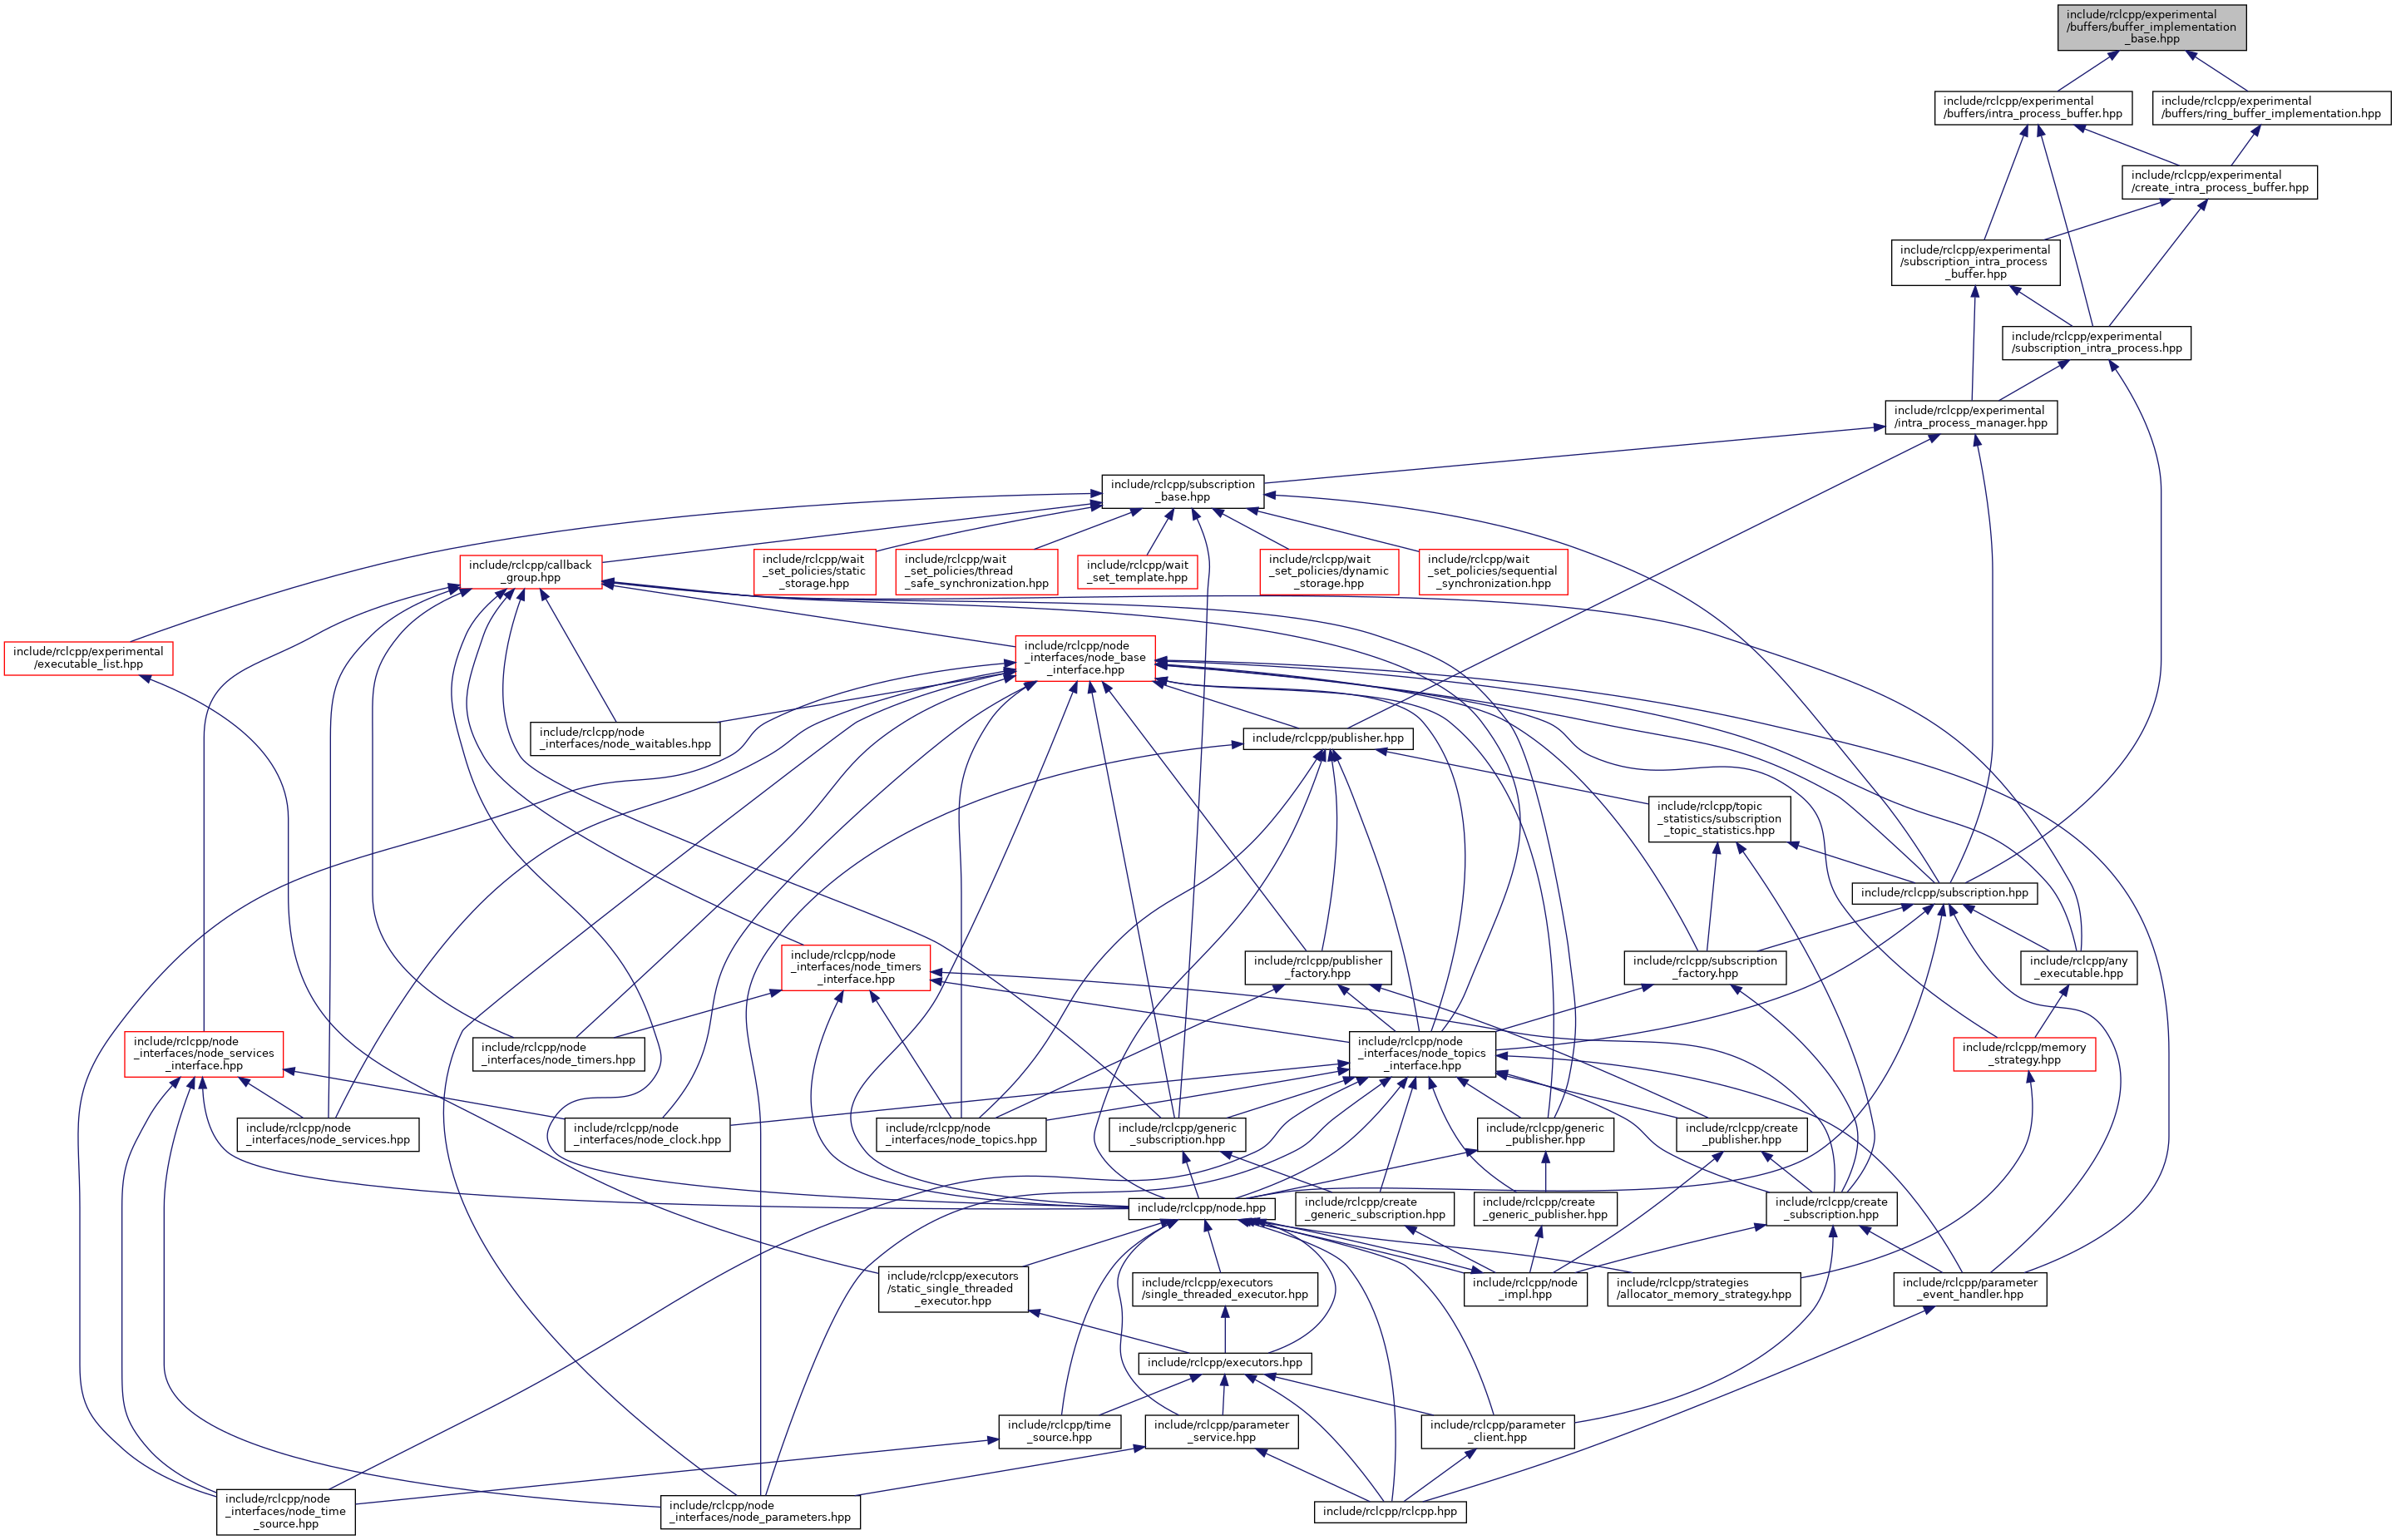 include/rclcpp/experimental
/buffers/buffer_implementation
_base.hpp
include/rclcpp/experimental
/buffers/intra_process_buffer.hpp
include/rclcpp/experimental
/buffers/ring_buffer_implementation.hpp
include/rclcpp/experimental
/create_intra_process_buffer.hpp
include/rclcpp/experimental
/subscription_intra_process
_buffer.hpp
include/rclcpp/experimental
/subscription_intra_process.hpp
include/rclcpp/experimental
/intra_process_manager.hpp
include/rclcpp/subscription
_base.hpp
include/rclcpp/callback
_group.hpp
include/rclcpp/wait
_set_policies/static
_storage.hpp
include/rclcpp/wait
_set_policies/thread
_safe_synchronization.hpp
include/rclcpp/wait
_set_template.hpp
include/rclcpp/wait
_set_policies/dynamic
_storage.hpp
include/rclcpp/wait
_set_policies/sequential
_synchronization.hpp
include/rclcpp/experimental
/executable_list.hpp
include/rclcpp/node
_interfaces/node_base
_interface.hpp
include/rclcpp/node
_interfaces/node_waitables.hpp
include/rclcpp/publisher.hpp
include/rclcpp/topic
_statistics/subscription
_topic_statistics.hpp
include/rclcpp/subscription.hpp
include/rclcpp/node
_interfaces/node_timers
_interface.hpp
include/rclcpp/publisher
_factory.hpp
include/rclcpp/subscription
_factory.hpp
include/rclcpp/any
_executable.hpp
include/rclcpp/node
_interfaces/node_services
_interface.hpp
include/rclcpp/node
_interfaces/node_timers.hpp
include/rclcpp/node
_interfaces/node_topics
_interface.hpp
include/rclcpp/memory
_strategy.hpp
include/rclcpp/node
_interfaces/node_services.hpp
include/rclcpp/node
_interfaces/node_clock.hpp
include/rclcpp/node
_interfaces/node_topics.hpp
include/rclcpp/generic
_subscription.hpp
include/rclcpp/generic
_publisher.hpp
include/rclcpp/create
_publisher.hpp
include/rclcpp/node.hpp
include/rclcpp/create
_generic_subscription.hpp
include/rclcpp/create
_generic_publisher.hpp
include/rclcpp/create
_subscription.hpp
include/rclcpp/executors
/static_single_threaded
_executor.hpp
include/rclcpp/executors
/single_threaded_executor.hpp
include/rclcpp/node
_impl.hpp
include/rclcpp/strategies
/allocator_memory_strategy.hpp
include/rclcpp/parameter
_event_handler.hpp
include/rclcpp/executors.hpp
include/rclcpp/time
_source.hpp
include/rclcpp/parameter
_service.hpp
include/rclcpp/parameter
_client.hpp
include/rclcpp/node
_interfaces/node_time
_source.hpp
include/rclcpp/node
_interfaces/node_parameters.hpp
include/rclcpp/rclcpp.hpp